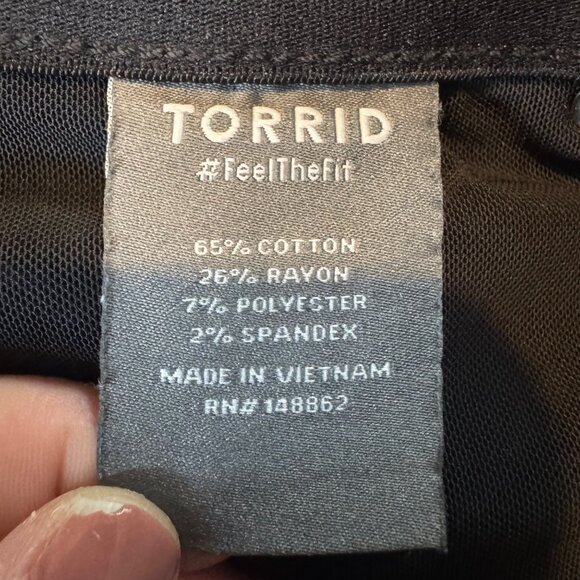 TORRID
#FeelTheFit
65% COTTON
26% RAYON
7% POLYESTER
2% SPANDEX
MADE IN VIETNAM
RN# 148862